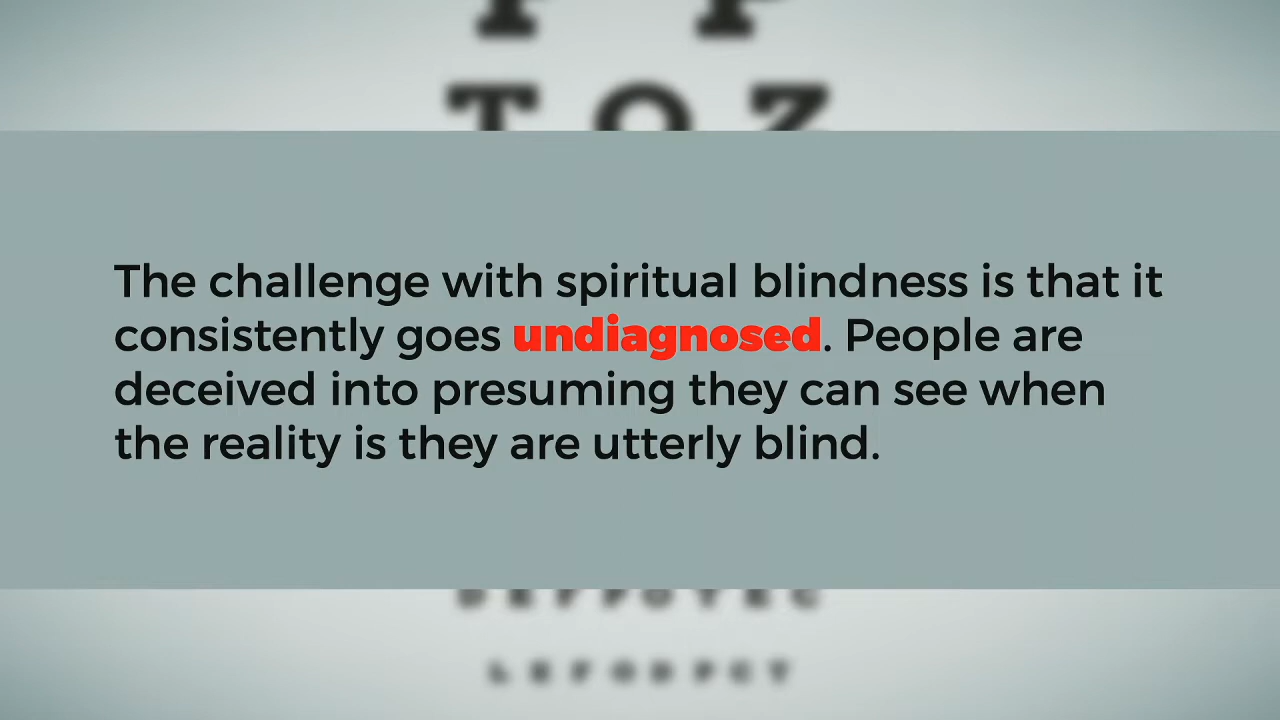 F P
T O Z
The challenge with spiritual blindness is that it
consistently goes undiagnosed. People are
deceived into presuming they can see when
the reality is they are utterly blind.
L E F O D P C T